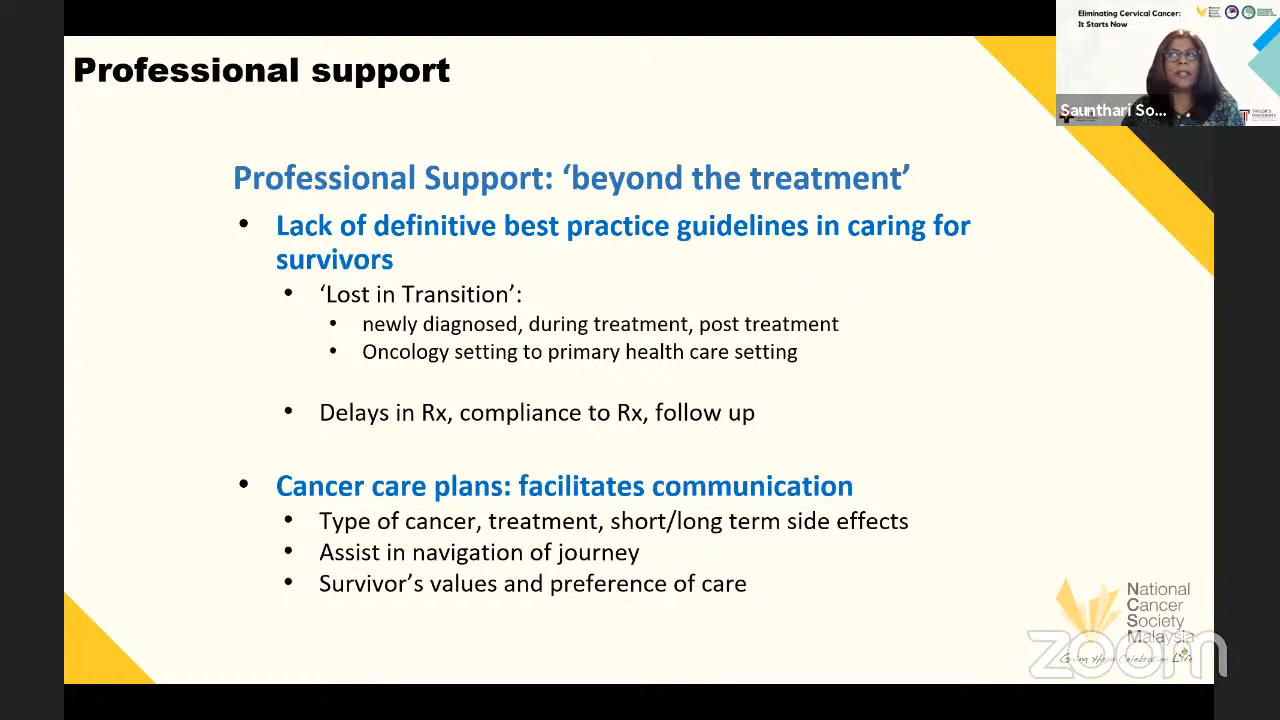 Professional support
Eliminating Cervical Cancer:
It Starts Now
Saunthari So...
Professional Support: ‘beyond the treatment’
• Lack of definitive best practice guidelines in caring for
survivors
• ‘Lost in Transition’:
• newly diagnosed, during treatment, post treatment
• Oncology setting to primary health care setting
• Delays in Rx, compliance to Rx, follow up
• Cancer care plans: facilitates communication
• Type of cancer, treatment, short/long term side effects
• Assist in navigation of journey
• Survivor’s values and preference of care
National
Cancer
Society
Malaysia
Giving Hope Celebrating Life
zoom